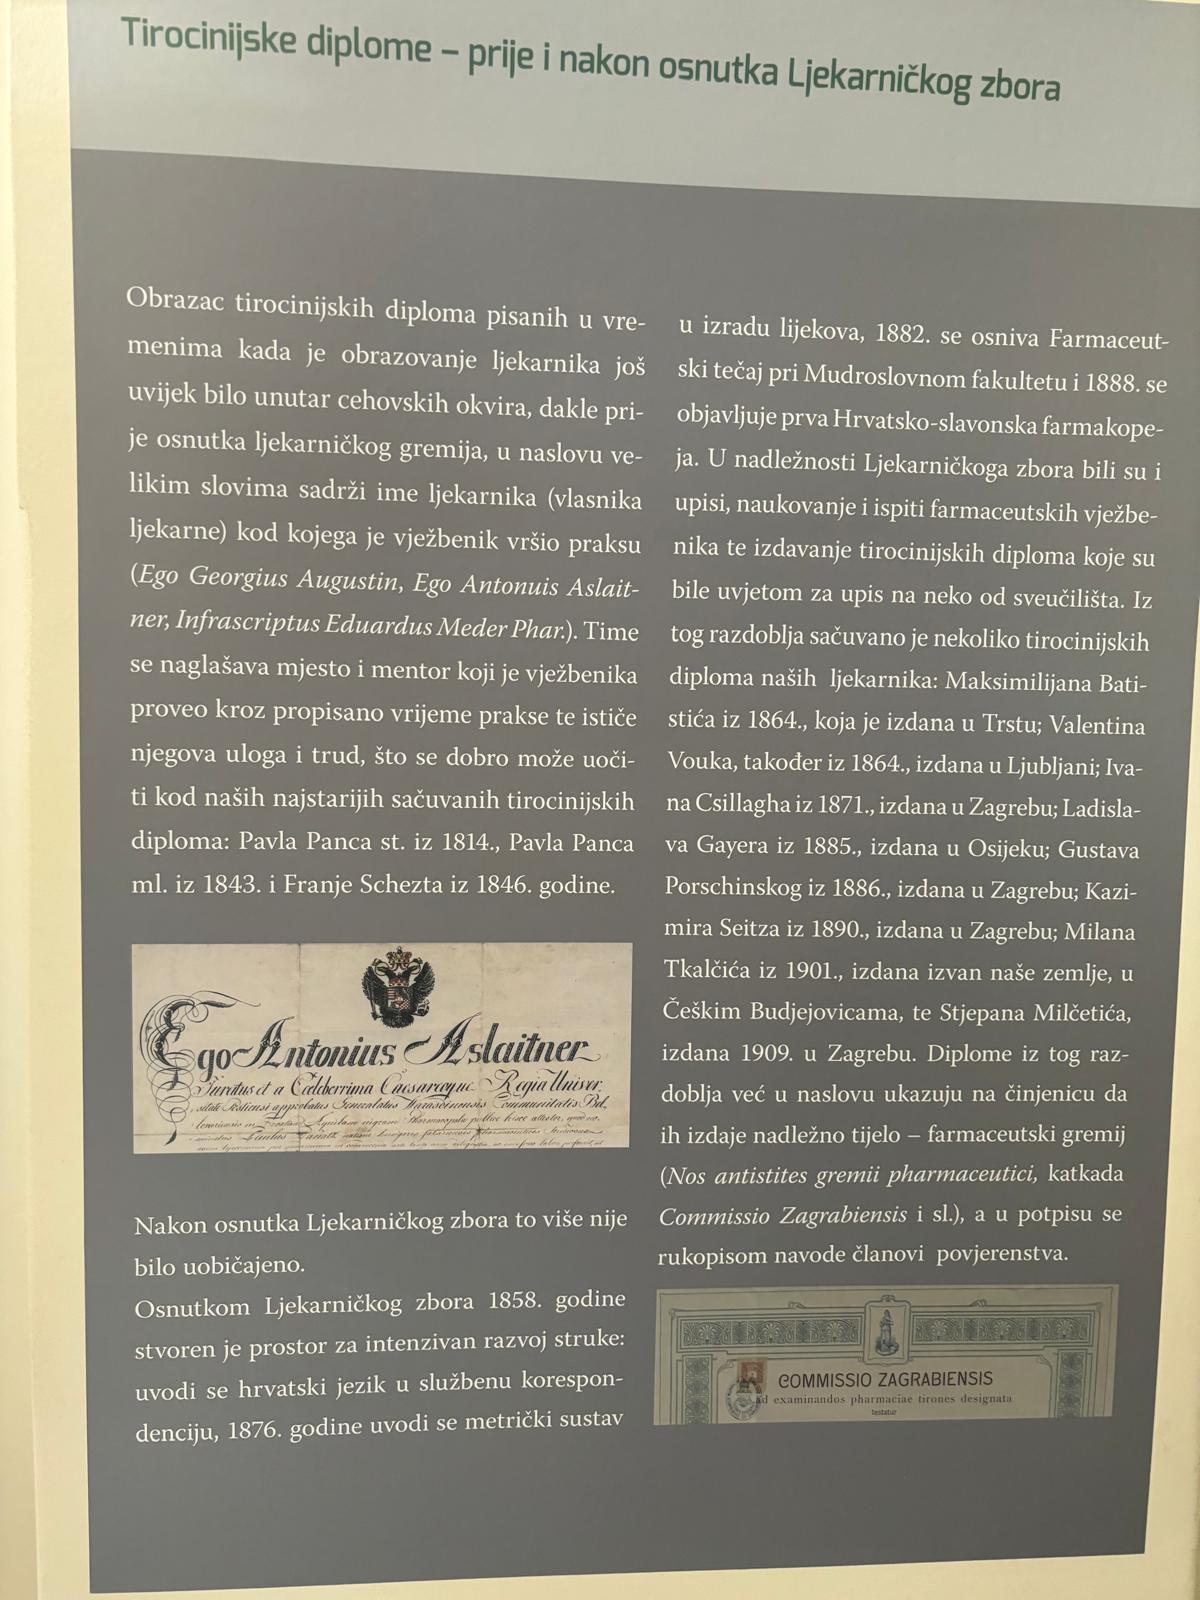 Tirocinijske diplome – prije i nakon osnutka Ljekarničkog zbora
Obrazac tirocinijskih diploma pisanih u vre-
menima kada je obrazovanje ljekarnika još
uvijek bilo unutar cehovskih okvira, dakle pri-
je osnutka ljekarničkog gremija, u naslovu ve-
likim slovima sadrži ime ljekarnika (vlasnika
ljekarne) kod kojega je vježbenik vršio praksu
(Ego Georgius Augustin, Ego Antonuis Aslait-
ner, Infrascriptus Eduardus Meder Phar.). Time
se naglašava mjesto i mentor koji je vježbenika
proveo kroz propisano vrijeme prakse te ističe
njegova uloga i trud, što se dobro može uoči-
ti kod naših najstarijih sačuvanih tirocinijskih
diploma: Pavla Panca st. iz 1814., Pavla Panca
ml. iz 1843. i Franje Schezta iz 1846. godine.
Ego Antonius Aslaitner
Juratus et a Celeberrima Caesareoque Regia Univer.
Nakon osnutka Ljekarničkog zbora to više nije
bilo uobičajeno.
Osnutkom Ljekarničkog zbora 1858. godine
stvoren je prostor za intenzivan razvoj struke:
uvodi se hrvatski jezik u službenu korespon-
denciju, 1876. godine uvodi se metrički sustav
u izradu lijekova, 1882. se osniva Farmaceut-
ski tečaj pri Mudroslovnom fakultetu i 1888. se
objavljuje prva Hrvatsko-slavonska farmakope-
ja. U nadležnosti Ljekarničkoga zbora bili su i
upisi, naukovanje i ispiti farmaceutskih vježbe-
nika te izdavanje tirocinijskih diploma koje su
bile uvjetom za upis na neko od sveučilišta. Iz
tog razdoblja sačuvano je nekoliko tirocinijskih
diploma naših ljekarnika: Maksimilijana Bati-
stića iz 1864., koja je izdana u Trstu; Valentina
Vouka, također iz 1864., izdana u Ljubljani; Iva-
na Csillagha iz 1871., izdana u Zagrebu; Ladisla-
va Gayera iz 1885., izdana u Osijeku; Gustava
Porschinskog iz 1886., izdana u Zagrebu; Kazi-
mira Seitza iz 1890., izdana u Zagrebu; Milana
Tkalčića iz 1901., izdana izvan naše zemlje, u
Češkim Budjejovicama, te Stjepana Milčetića,
izdana 1909. u Zagrebu. Diplome iz tog raz-
doblja već u naslovu ukazuju na činjenicu da
ih izdaje nadležno tijelo – farmaceutski gremij
(Nos antistites gremii pharmaceutici, katkada
Commissio Zagrabiensis i sl.), a u potpisu se
rukopisom navode članovi povjerenstva.
COMMISSIO ZAGRABIENSIS
ad examinandos pharmaciae tirones designata
testatur